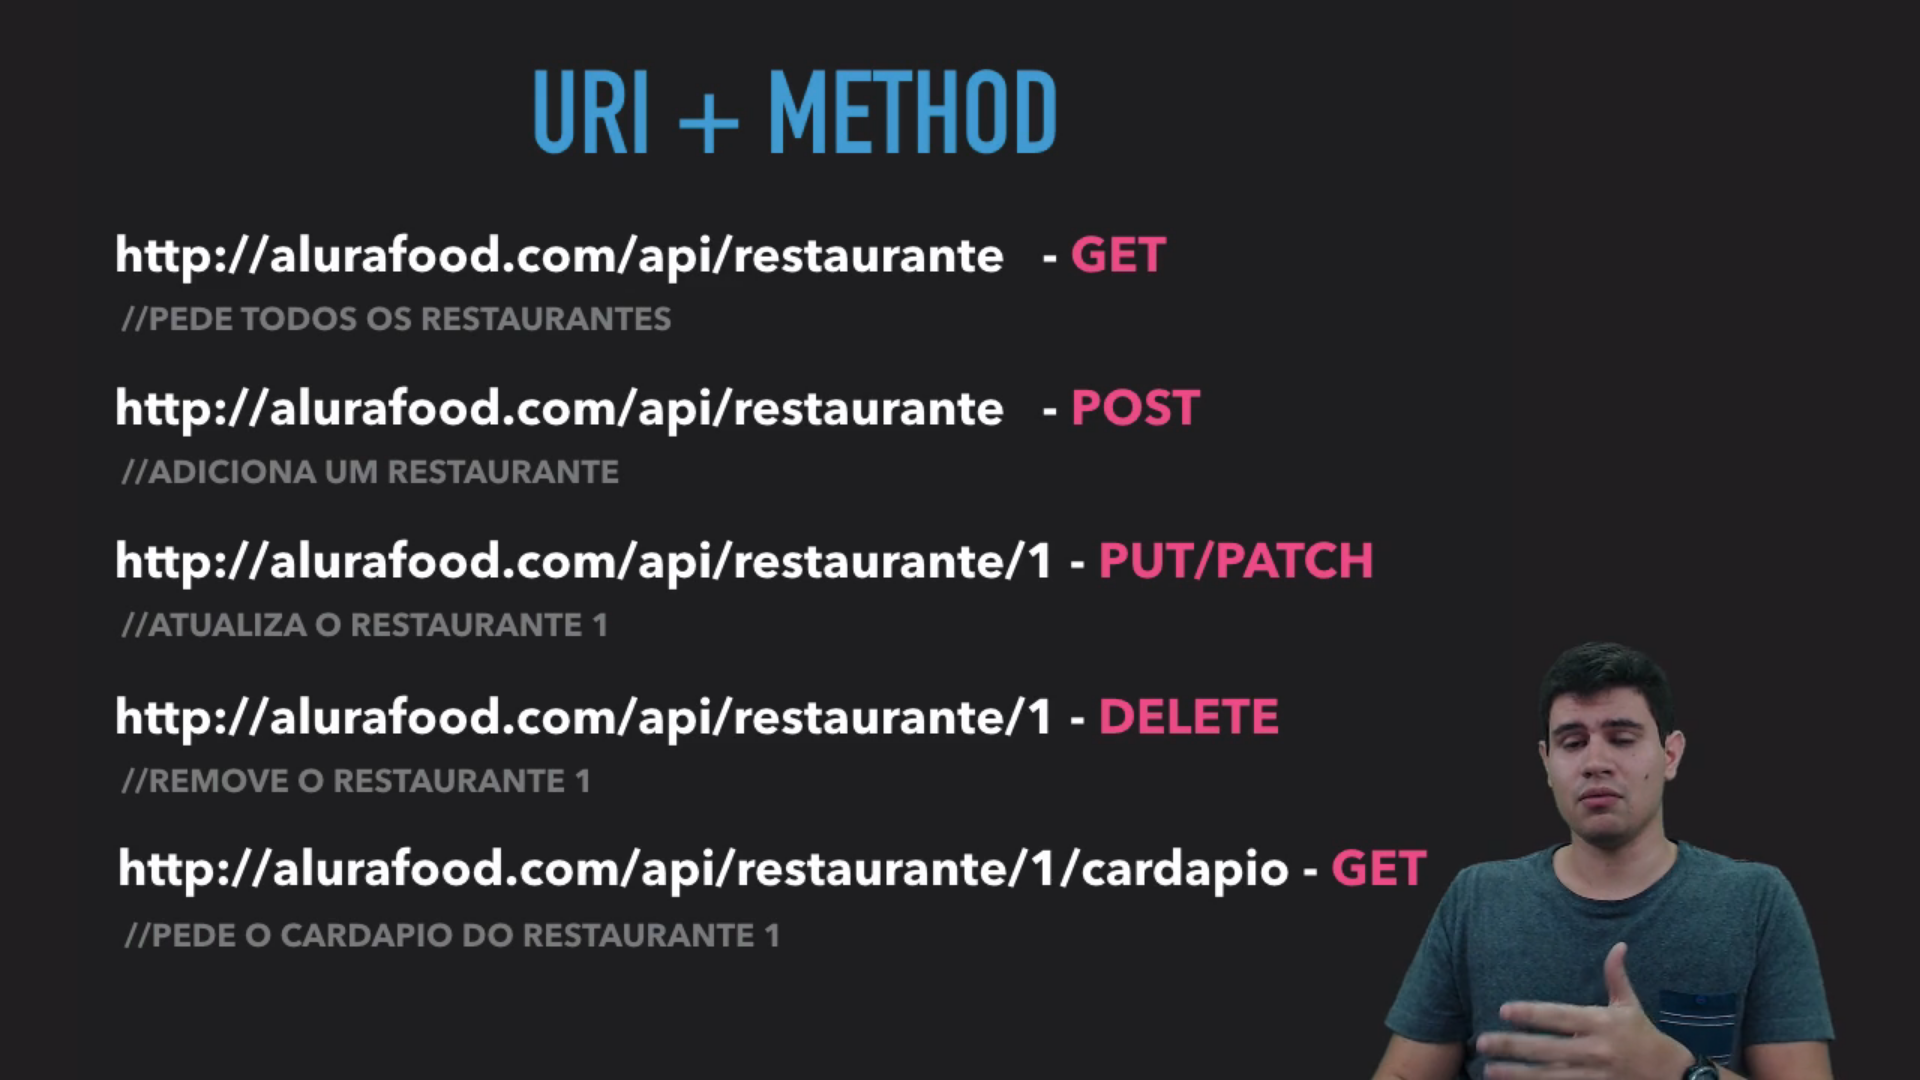 URI + METHOD
http://alurafood.com/api/restaurante - GET
//PEDE TODOS OS RESTAURANTES
http://alurafood.com/api/restaurante - POST
//ADICIONA UM RESTAURANTE
http://alurafood.com/api/restaurante/1 - PUT/PATCH
//ATUALIZA O RESTAURANTE 1
http://alurafood.com/api/restaurante/1 - DELETE
//REMOVE O RESTAURANTE 1
http://alurafood.com/api/restaurante/1/cardapio - GET
//PEDE O CARDAPIO DO RESTAURANTE 1